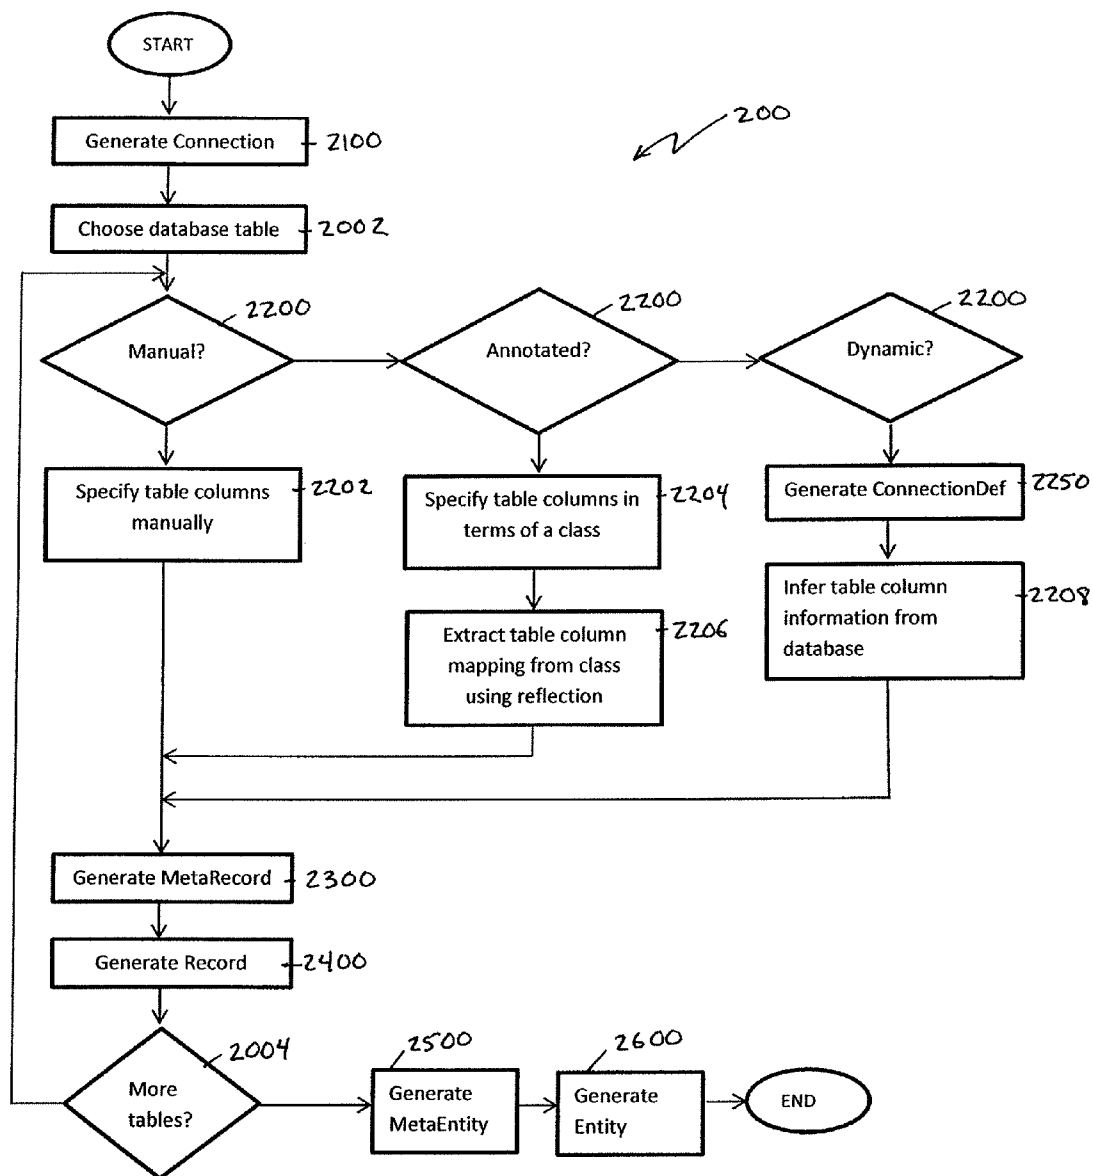 START
Generate Connection
2100
200
Choose database table
2002
2200
Manual?
2200
Annotated?
2200
Dynamic?
Specify table columns
manually
2202
Specify table columns in
terms of a class
2204
Generate ConnectionDef
2250
Extract table column
mapping from class
using reflection
2206
Infer table column
information from
database
2208
Generate MetaRecord
2300
Generate Record
2400
More
tables?
2004
2500
Generate
MetaEntity
2600
Generate
Entity
END